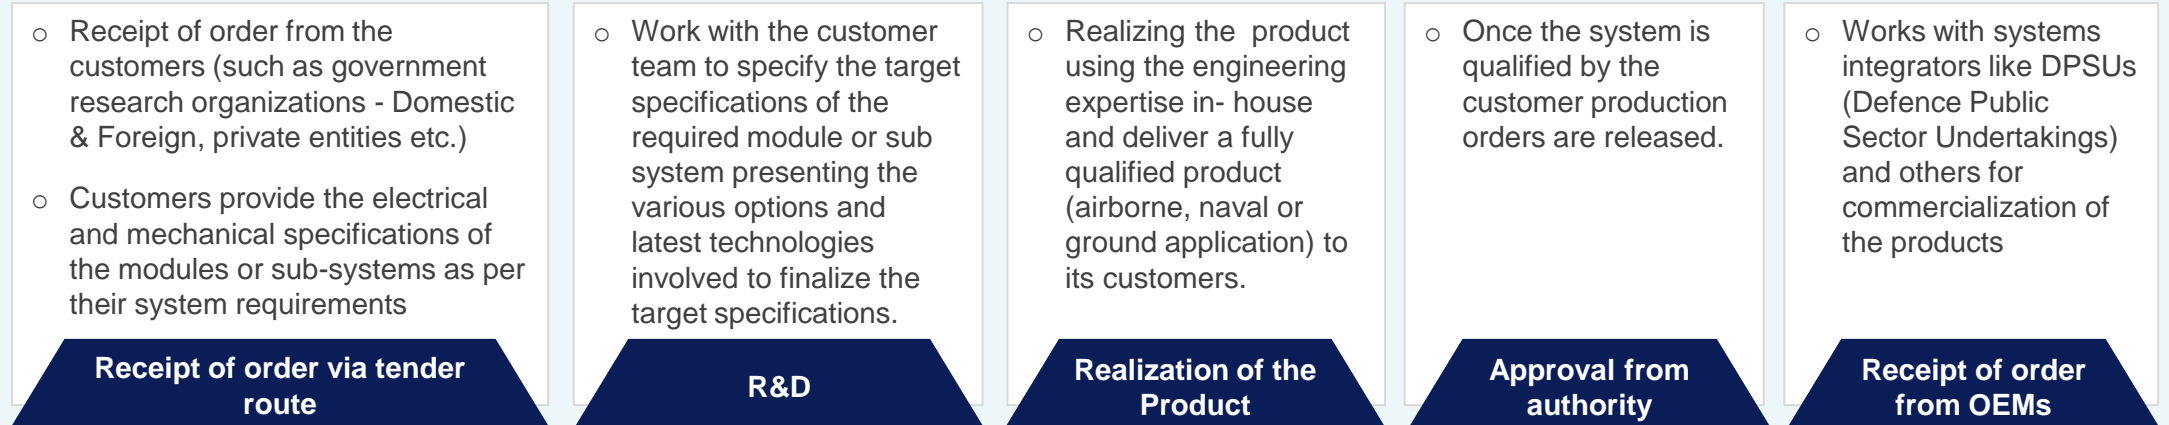 ○ Receipt of order from the
customers (such as government
research organizations - Domestic
& Foreign, private entities etc.)
○ Customers provide the electrical
and mechanical specifications of
the modules or sub-systems as per
their system requirements
Receipt of order via tender
route
○ Work with the customer
team to specify the target
specifications of the
required module or sub
system presenting the
various options and
latest technologies
involved to finalize the
target specifications.
R&D
○ Realizing the product
using the engineering
expertise in- house
and deliver a fully
qualified product
(airborne, naval or
ground application) to
its customers.
Realization of the
Product
○ Once the system is
qualified by the
customer production
orders are released.
Approval from
authority
○ Works with systems
integrators like DPSUs
(Defence Public
Sector Undertakings)
and others for
commercialization of
the products
Receipt of order
from OEMs